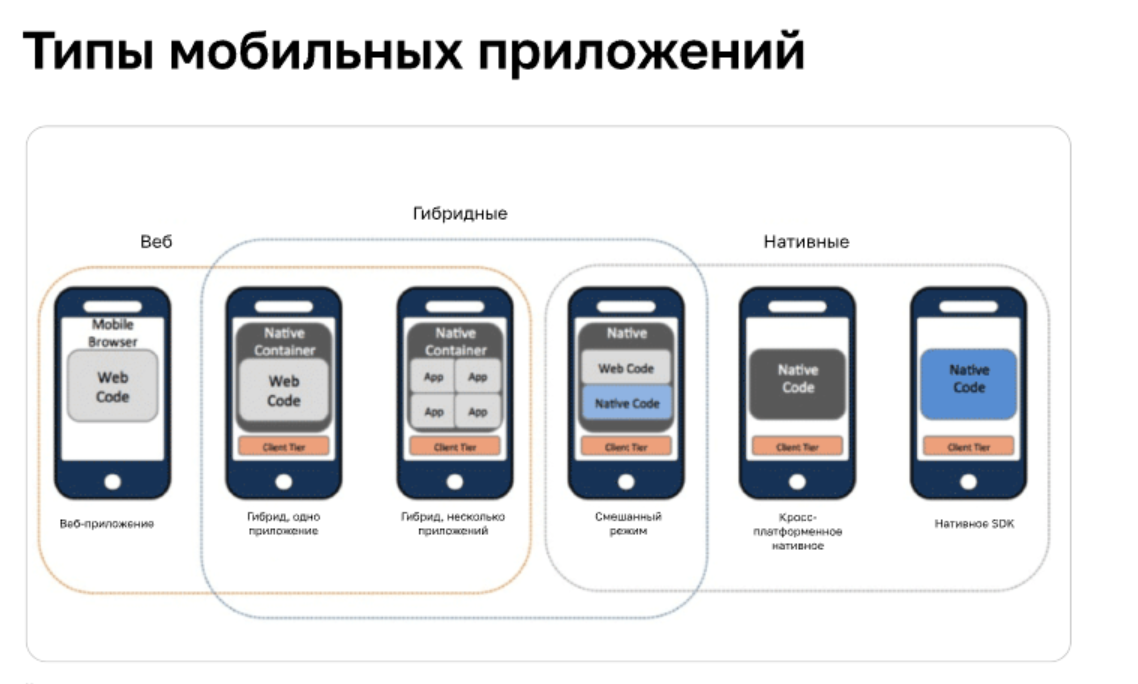 Типы мобильных приложений
Гибридные
Веб
Нативные
Mobile
Browser
Web
Code
Веб-приложение
Native
Container
Web
Code
Client Tier
Гибрид, одно
приложение
Native
Container
App App
App App
Client Tier
Гибрид, несколько
приложений
Native
Web Code
Native Code
Client Tier
Смешанный
режим
Native
Code
Client Tier
Кросс-
платформенное
нативное
Native
Code
Client Tier
Нативное SDK